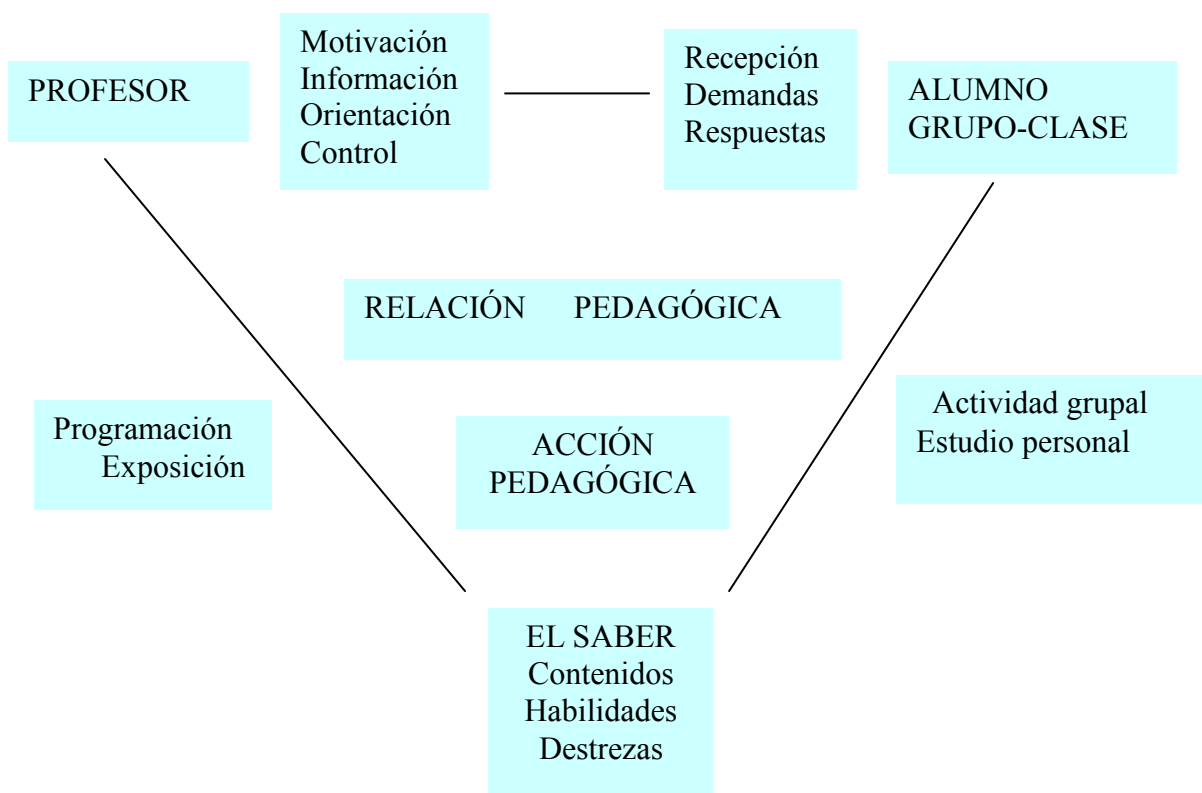 PROFESOR
Motivación
Información
Orientación
Control
Recepción
Demandas
Respuestas
ALUMNO
GRUPO-CLASE
RELACIÓN PEDAGÓGICA
Programación
Exposición
ACCIÓN
PEDAGÓGICA
Actividad grupal
Estudio personal
EL SABER
Contenidos
Habilidades
Destrezas